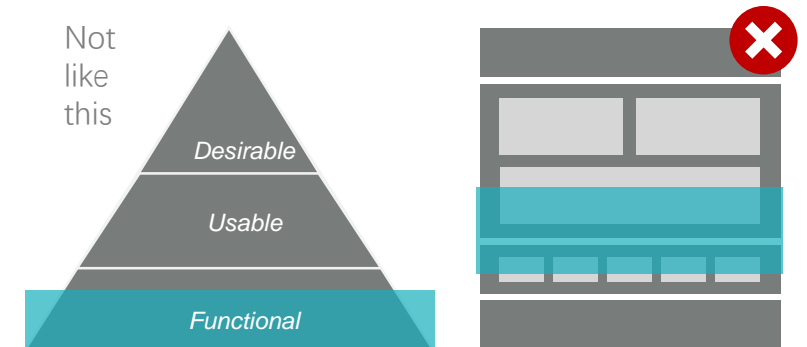 Not
like
this
Desirable
Usable
Functional